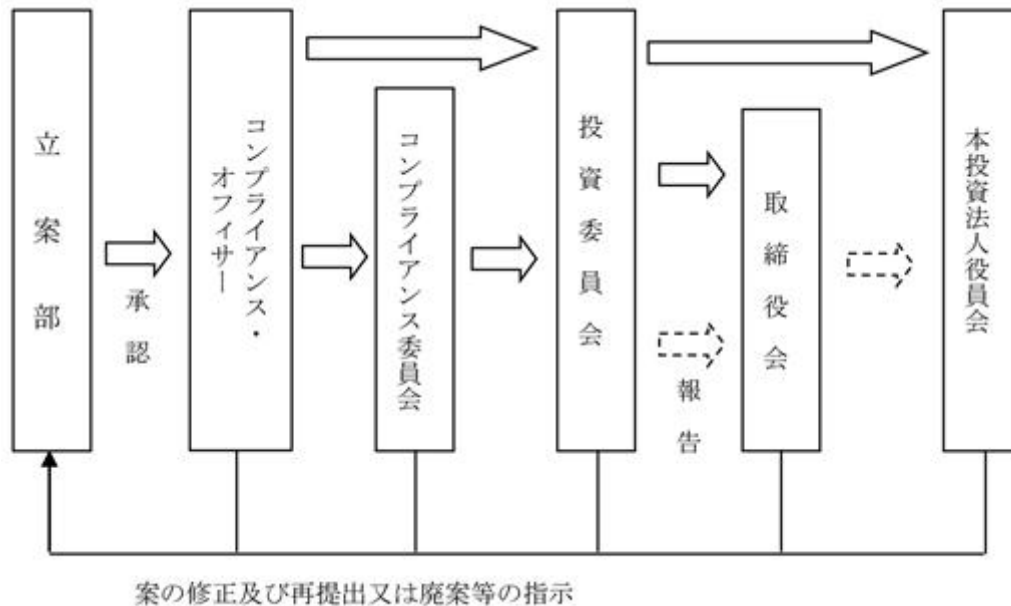 立案部
承認
コンプライアンス・
オフィサー
コンプライアンス委員会
投資委員会
報告
取締役会
本投資法人役員会
案の修正及び再提出又は廃案等の指示